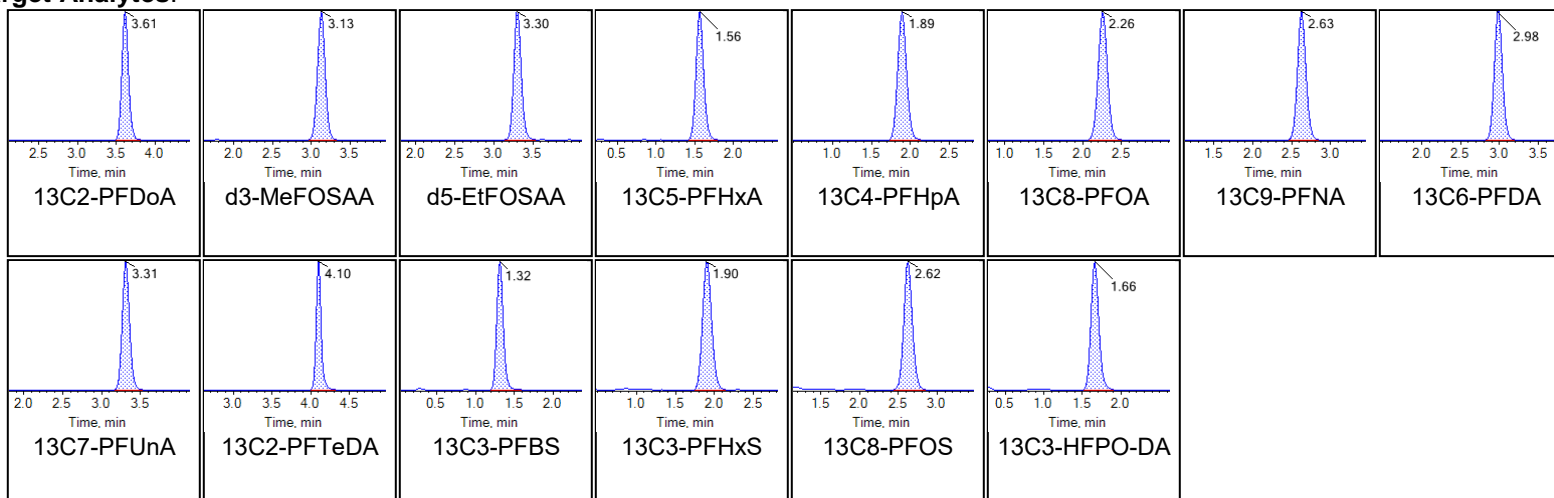 rget Analytes:
3.61 3.13 3.30 1.56 1.89 2.26 2.63 2.98
2.5 3.0 3.5 4.0 2.0 2.5 3.0 3.5 2.0 2.5 3.0 3.5 0.5 1.0 1.5 2.0 1.0 1.5 2.0 2.5 1.0 1.5 2.0 2.5 1.5 2.0 2.5 3.0 2.0 2.5 3.0 3.5
Time, min Time, min Time, min Time, min Time, min Time, min Time, min Time, min
13C2-PFDoA d3-MeFOSAA d5-EtFOSAA 13C5-PFHxA 13C4-PFHpA 13C8-PFOA 13C9-PFNA 13C6-PFDA
3.31 4.10 1.32 1.90 2.62 1.66
2.0 2.5 3.0 3.5 3.0 3.5 4.0 4.5 0.5 1.0 1.5 2.0 1.0 1.5 2.0 2.5 1.5 2.0 2.5 3.0 0.5 1.0 1.5 2.0
Time, min Time, min Time, min Time, min Time, min Time, min
13C7-PFUnA 13C2-PFTeDA 13C3-PFBS 13C3-PFHxS 13C8-PFOS 13C3-HFPO-DA